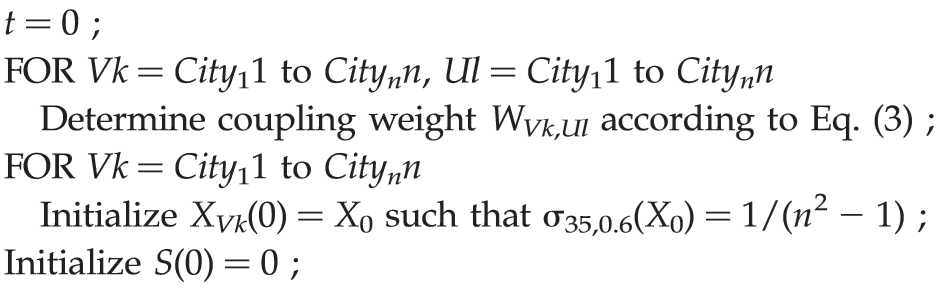 t = 0 ;
FOR Vk = City₁1 to Cityₙn, Ul = City₁1 to Cityₙn
Determine coupling weight W_{Vk,Ul} according to Eq. (3) ;
FOR Vk = City₁1 to Cityₙn
Initialize X_{Vk}(0) = X₀ such that σ_{35,0.6}(X₀) = 1/(n² − 1) ;
Initialize S(0) = 0 ;